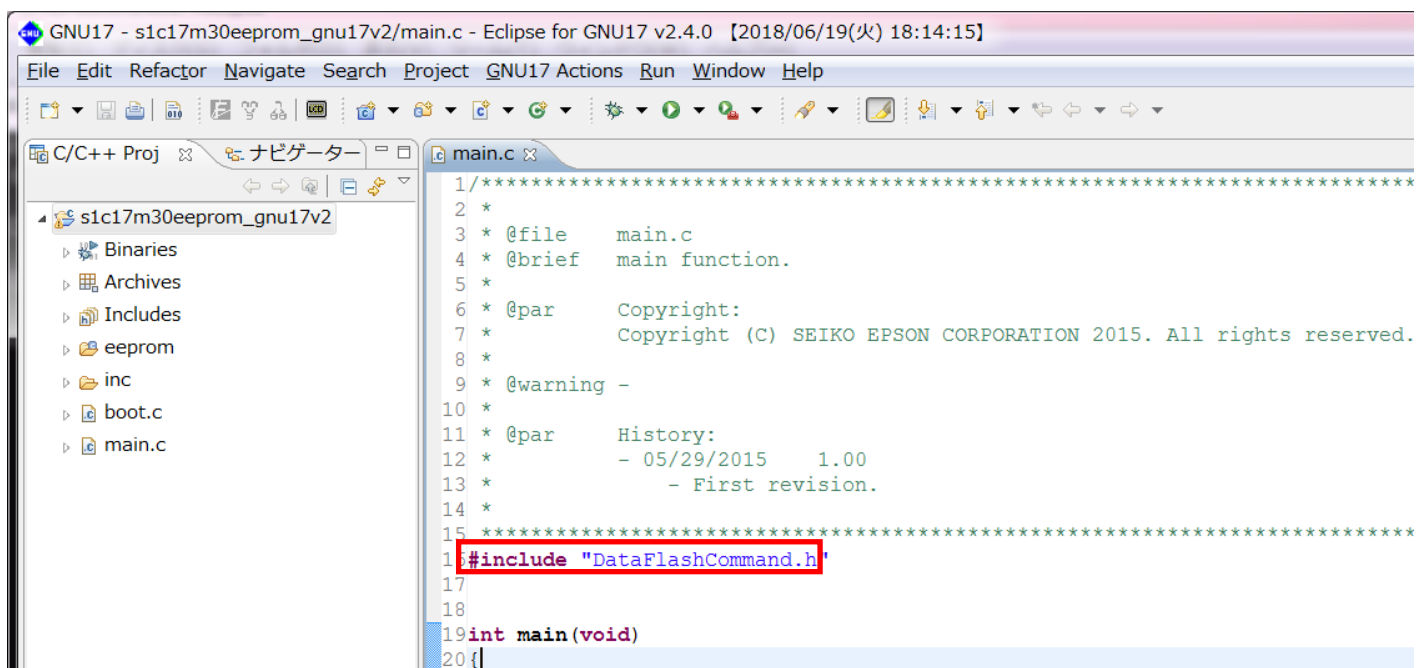 GNU17 - s1c17m30eeprom_gnu17v2/main.c - Eclipse for GNU17 v2.4.0 【2018/06/19(火) 18:14:15】
File Edit Refactor Navigate Search Project GNU17 Actions Run Window Help
C/C++ Proj ナビゲーター
main.c
s1c17m30eeprom_gnu17v2
Binaries
Archives
Includes
eeprom
inc
boot.c
main.c
1/***************************************************************************
2 *
3 * @file    main.c
4 * @brief   main function.
5 *
6 * @par     Copyright:
7 *          Copyright (C) SEIKO EPSON CORPORATION 2015. All rights reserved.
8 *
9 * @warning -
10 *
11 * @par     History:
12 *          - 05/29/2015    1.00
13 *              - First revision.
14 *
15 ***************************************************************************
16#include "DataFlashCommand.h"
17
18
19int main(void)
20{